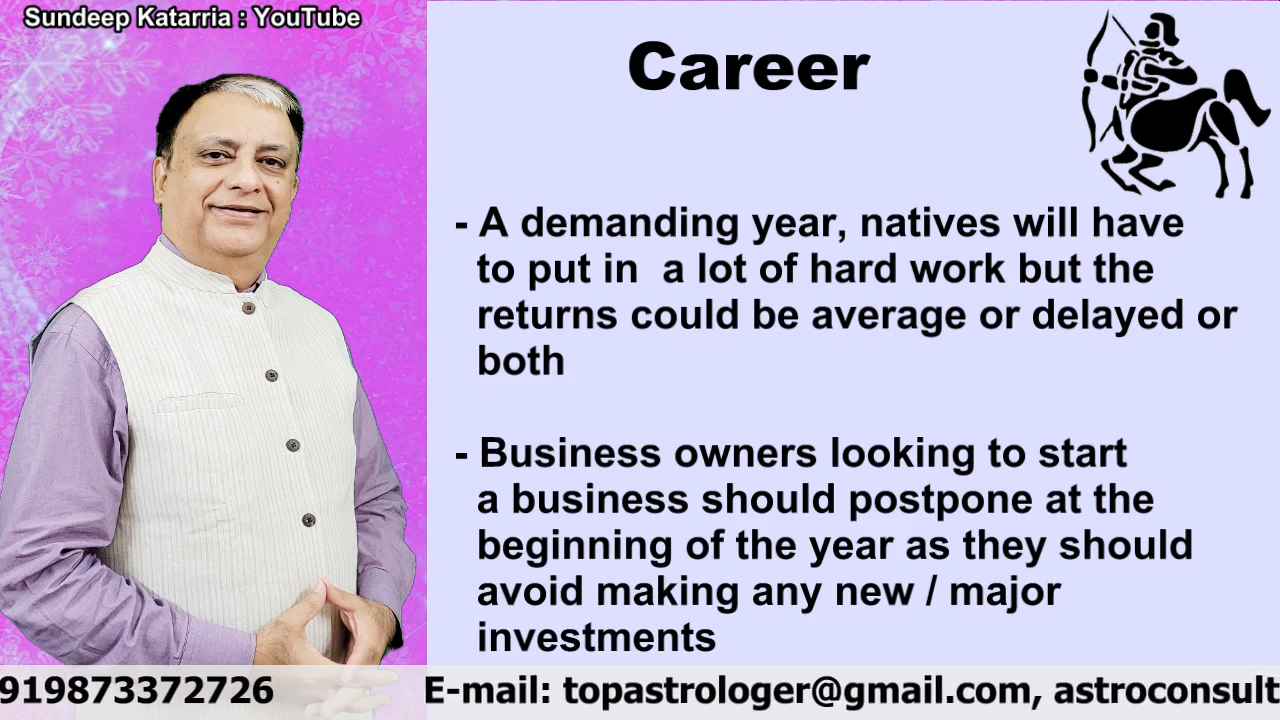 Sundeep Katarria : YouTube
Career
- A demanding year, natives will have
to put in a lot of hard work but the
returns could be average or delayed or
both
- Business owners looking to start
a business should postpone at the
beginning of the year as they should
avoid making any new / major
investments
919873372726 E-mail: topastrologer@gmail.com, astroconsult